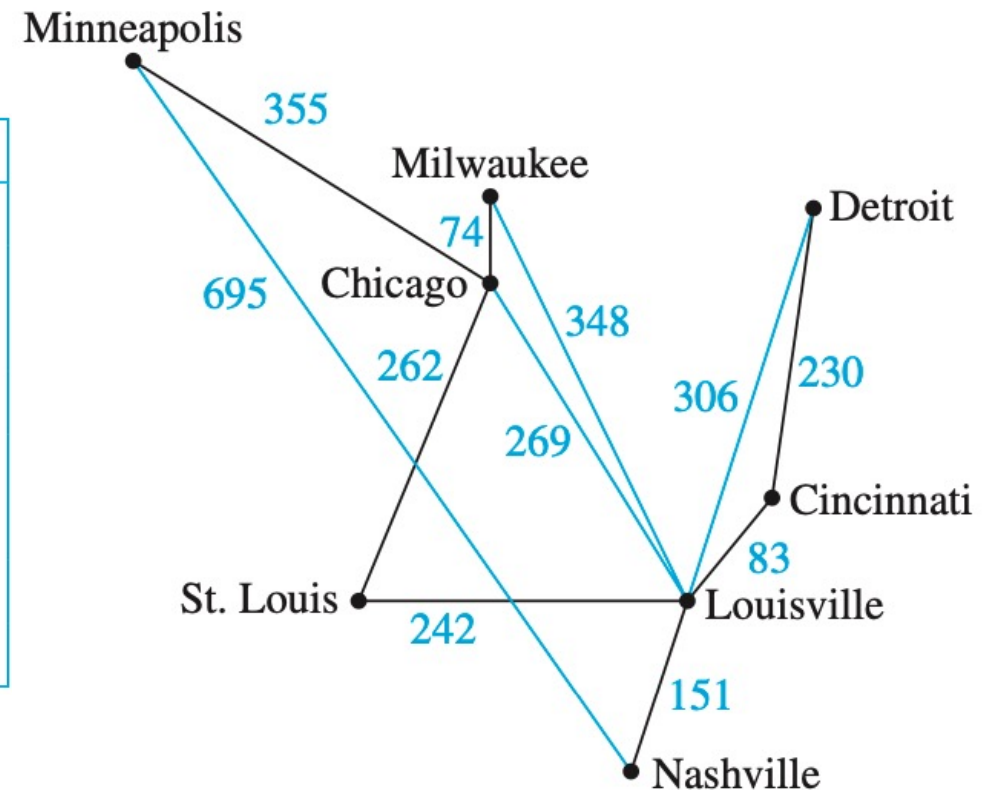 Minneapolis
355
Milwaukee
74
Detroit
Chicago
695
348
262
230
306
269
Cincinnati
83
St. Louis
Louisville
242
151
Nashville